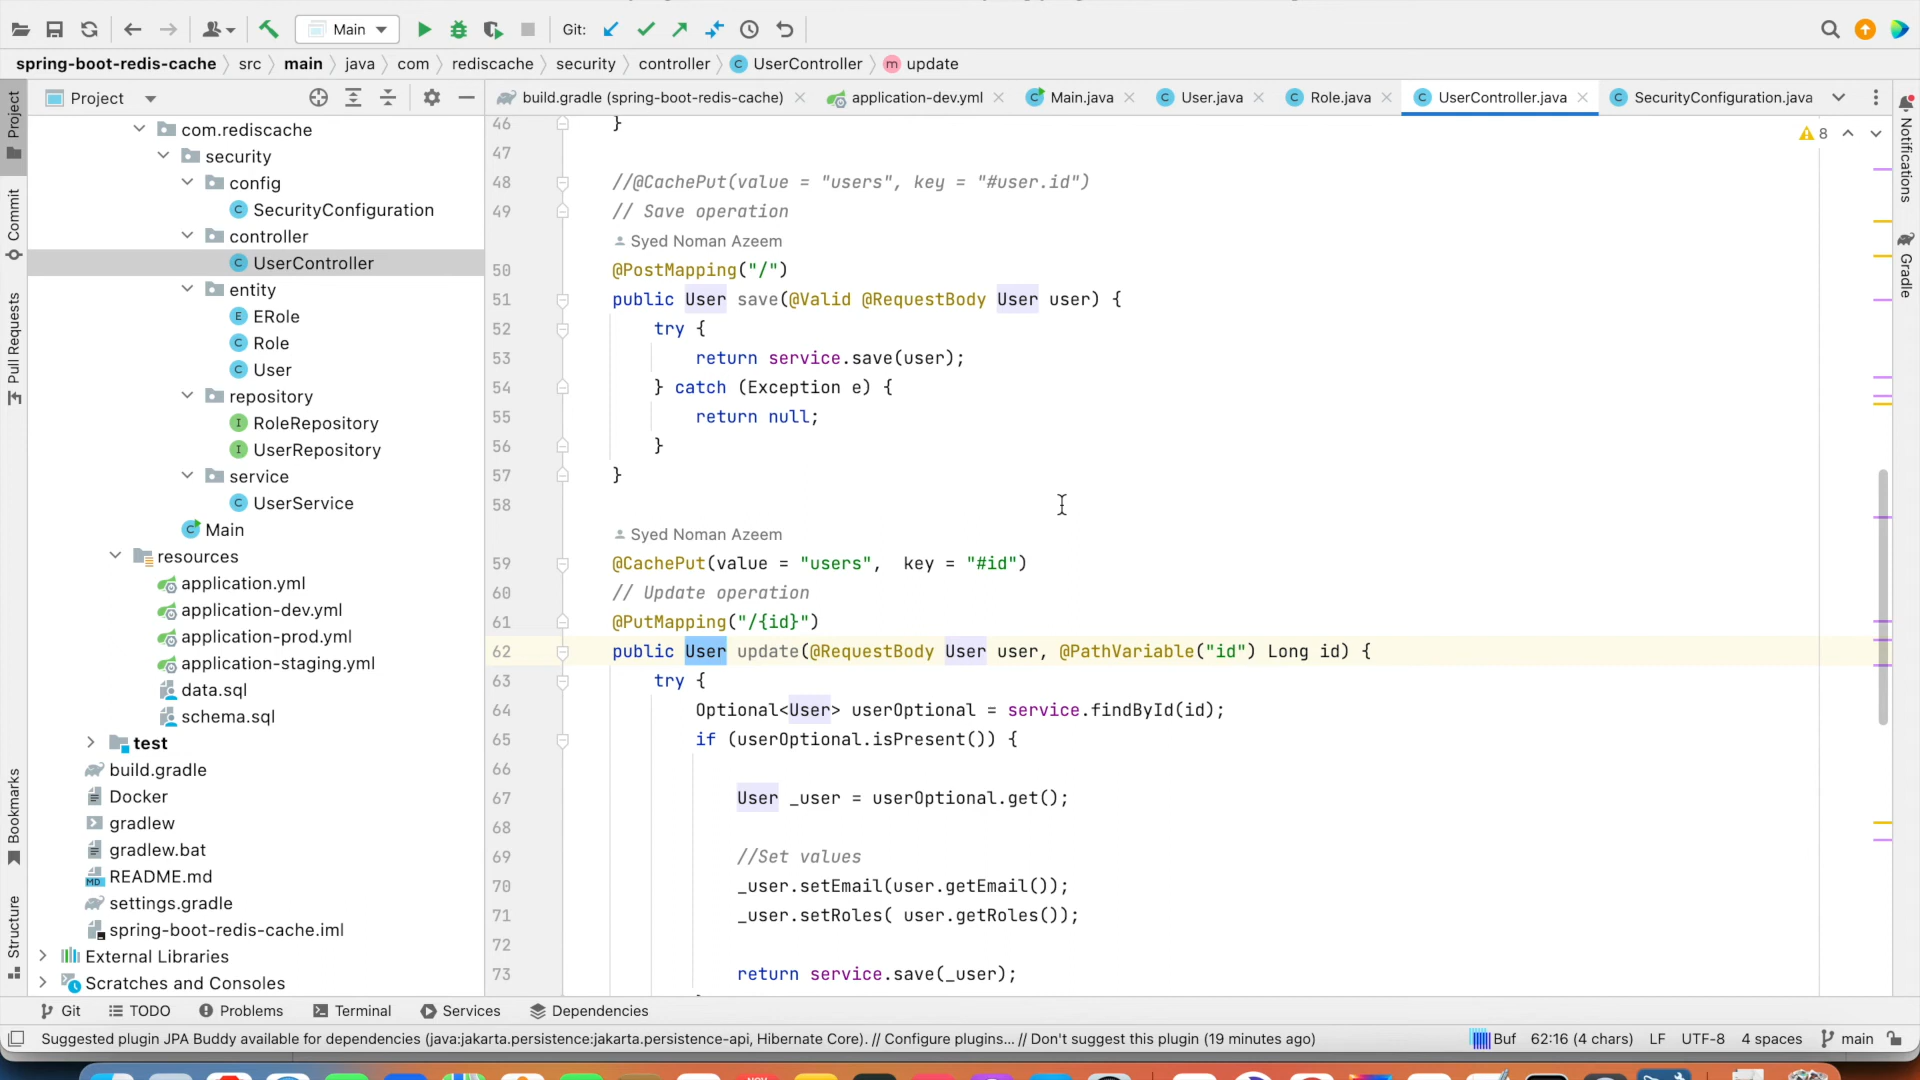 Main
Git:
spring-boot-redis-cache
src
main
java
com
rediscache
security
controller
UserController
update
Project
build.gradle (spring-boot-redis-cache)
application-dev.yml
Main.java
User.java
Role.java
UserController.java
SecurityConfiguration.java
Project
Commit
Pull Requests
Bookmarks
Structure
com.rediscache
security
config
SecurityConfiguration
controller
UserController
entity
ERole
Role
User
repository
RoleRepository
UserRepository
service
UserService
Main
resources
application.yml
application-dev.yml
application-prod.yml
application-staging.yml
data.sql
schema.sql
test
build.gradle
Docker
gradlew
gradlew.bat
README.md
settings.gradle
spring-boot-redis-cache.iml
External Libraries
Scratches and Consoles
8
46 }
47
48 //@CachePut(value = "users", key = "#user.id")
49 // Save operation
Syed Noman Azeem
50 @PostMapping("/")
51 public User save(@Valid @RequestBody User user) {
52 try {
53 return service.save(user);
54 } catch (Exception e) {
55 return null;
56 }
57 }
58
Syed Noman Azeem
59 @CachePut(value = "users",  key = "#id")
60 // Update operation
61 @PutMapping("/{id}")
62 public User update(@RequestBody User user, @PathVariable("id") Long id) {
63 try {
64 Optional<User> userOptional = service.findById(id);
65 if (userOptional.isPresent()) {
66
67 User _user = userOptional.get();
68
69 //Set values
70 _user.setEmail(user.getEmail());
71 _user.setRoles( user.getRoles());
72
73 return service.save(_user);
Notifications
Gradle
Git
TODO
Problems
Terminal
Services
Dependencies
Suggested plugin JPA Buddy available for dependencies (java:jakarta.persistence:jakarta.persistence-api, Hibernate Core). // Configure plugins... // Don't suggest this plugin (19 minutes ago)
Buf
62:16 (4 chars)
LF
UTF-8
4 spaces
main